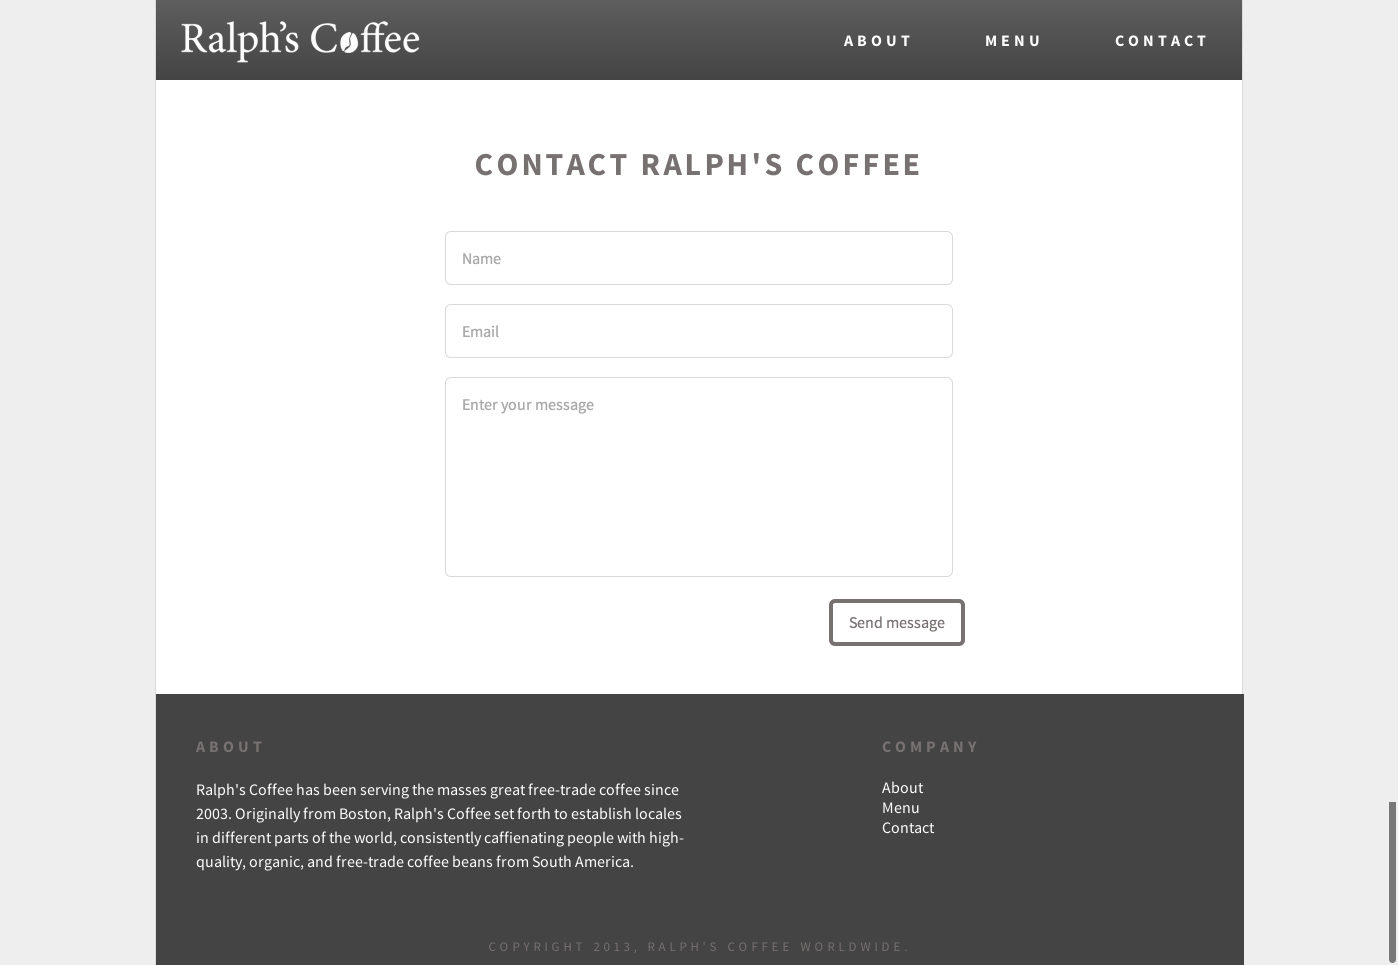 Ralph's Coffee
ABOUT MENU CONTACT
CONTACT RALPH'S COFFEE
Name
Email
Enter your message
Send message
ABOUT
Ralph's Coffee has been serving the masses great free-trade coffee since
2003. Originally from Boston, Ralph's Coffee set forth to establish locales
in different parts of the world, consistently caffienating people with high-
quality, organic, and free-trade coffee beans from South America.
COMPANY
About
Menu
Contact
COPYRIGHT 2013, RALPH'S COFFEE WORLDWIDE.